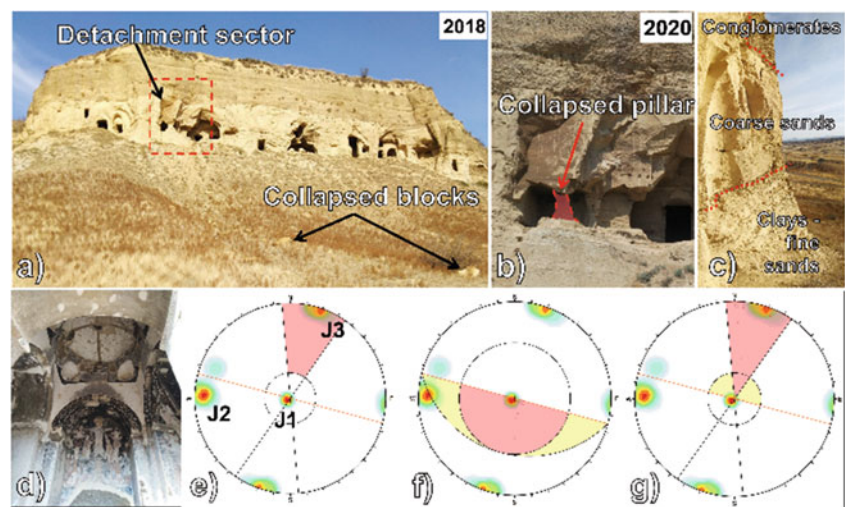 Detachment sector
2018
Collapsed blocks
a)
2020
Collapsed pillar
b)
Conglomerates
Coarse sands
Clays -
fine
sands
c)
d)
J3
J2
J1
e)
f)
g)